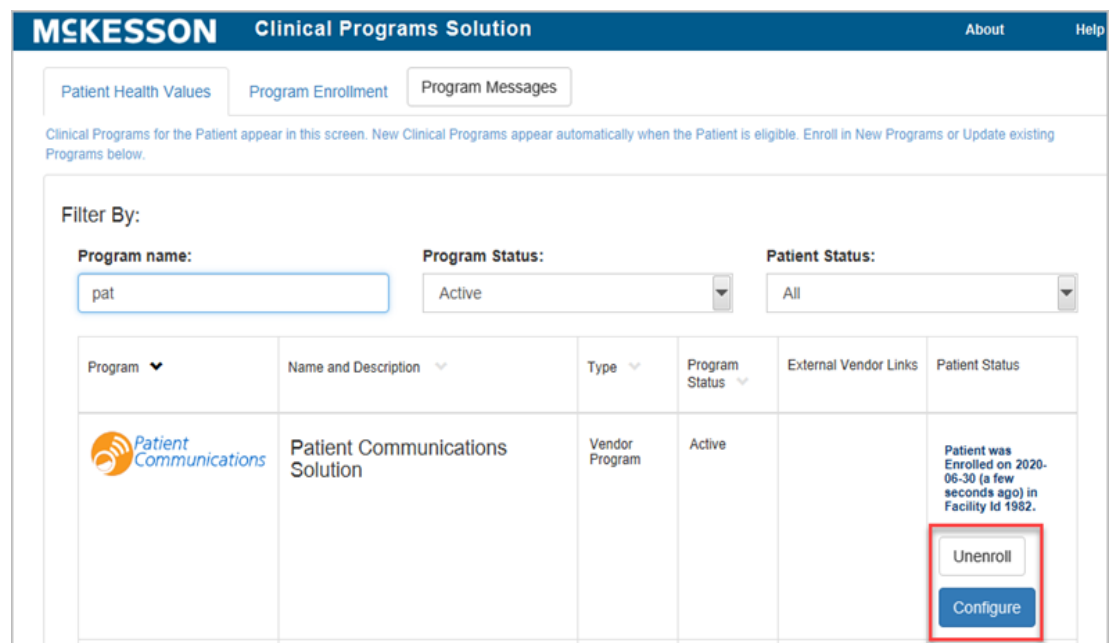 MCKESSON Clinical Programs Solution About Help
Patient Health Values Program Enrollment Program Messages
Clinical Programs for the Patient appear in this screen. New Clinical Programs appear automatically when the Patient is eligible. Enroll in New Programs or Update existing
Programs below.
Filter By:
Program name: Program Status: Patient Status:
pat Active All
Program Name and Description Type Program Status External Vendor Links Patient Status
Patient
Communications
Patient Communications
Solution
Vendor
Program
Active
Patient was
Enrolled on 2020-
06-30 (a few
seconds ago) in
Facility Id 1982.
Unenroll
Configure